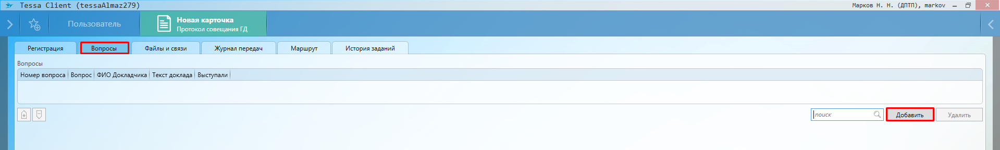 Tessa Client (tessaAlmaz279)
Марков Н. Н. (ДПТП), markov
Пользователь
Новая карточка
Протокол совещания ГД
Регистрация
Вопросы
Файлы и связи
Журнал передач
Маршрут
История заданий
Вопросы
Номер вопроса
Вопрос
ФИО Докладчика
Текст доклада
Выступали
поиск
Добавить
Удалить